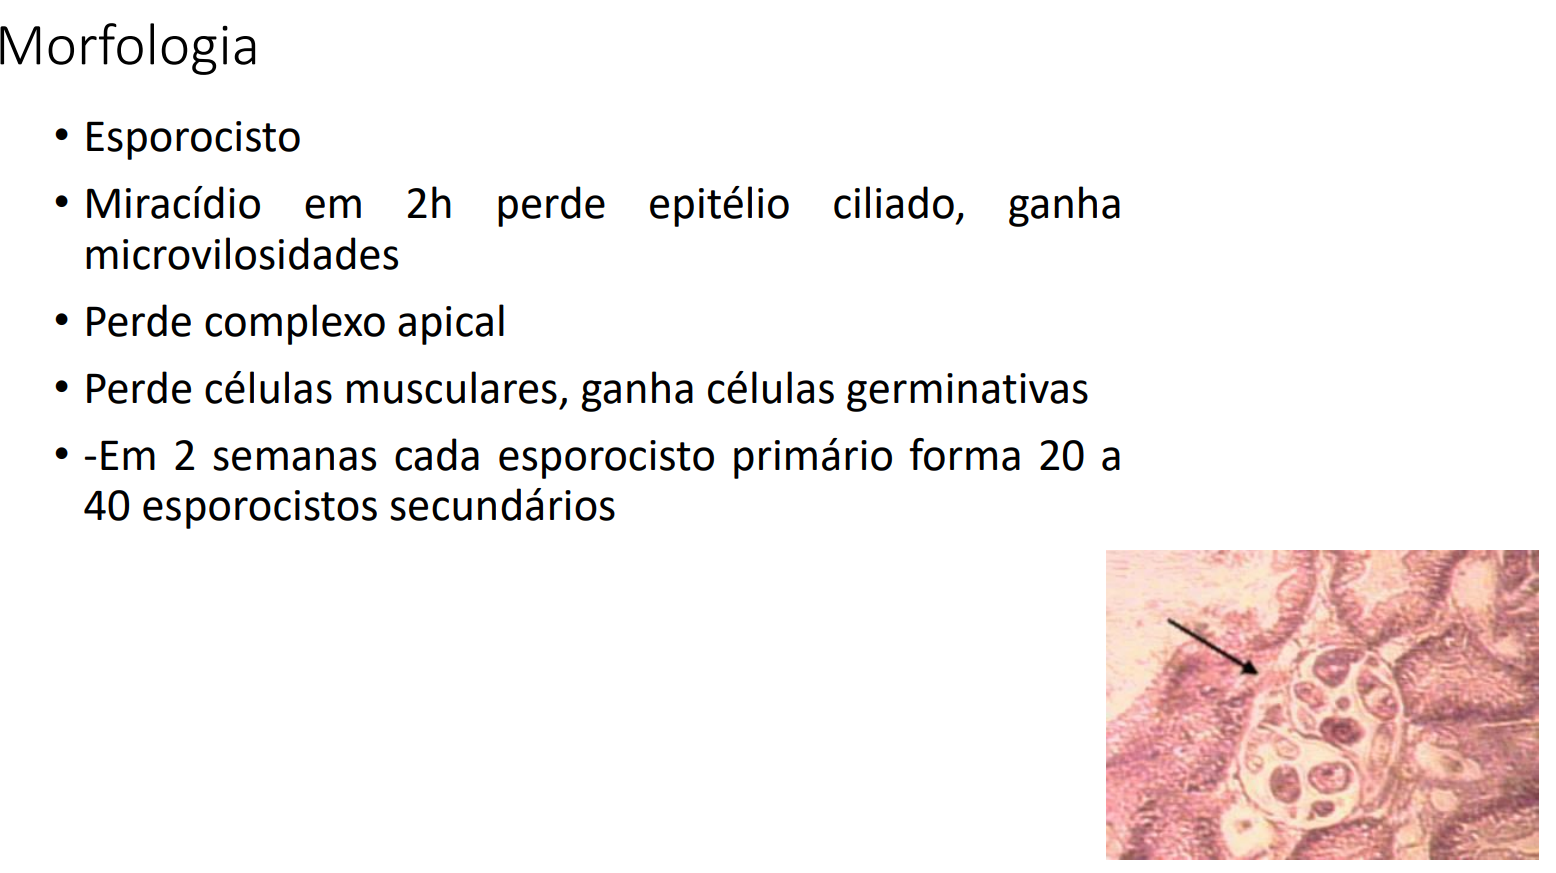 Morfologia
• Esporocisto
• Miracídio em 2h perde epitélio ciliado, ganha
microvilosidades
• Perde complexo apical
• Perde células musculares, ganha células germinativas
• -Em 2 semanas cada esporocisto primário forma 20 a
40 esporocistos secundários